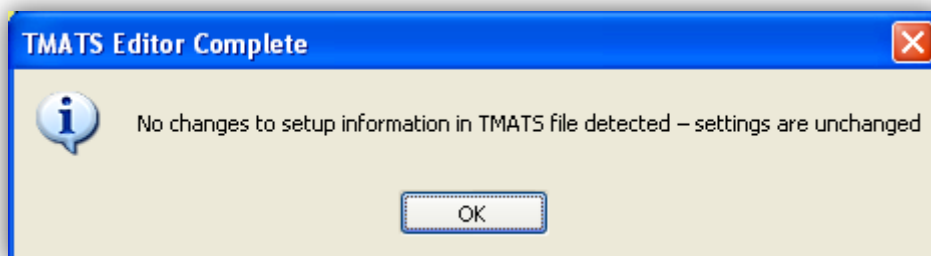 TMATS Editor Complete
No changes to setup information in TMATS file detected – settings are unchanged
OK